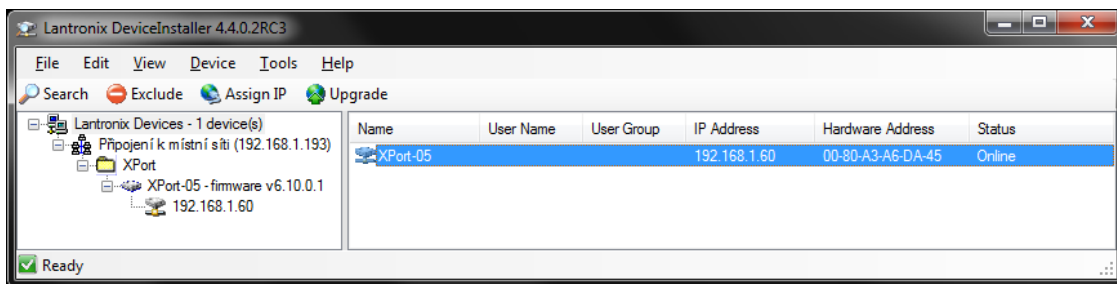 Lantronix DeviceInstaller 4.4.0.2RC3
File Edit View Device Tools Help
Search Exclude Assign IP Upgrade
Lantronix Devices - 1 device(s)
Připojení k místní síti (192.168.1.193)
XPort
XPort-05 - firmware v6.10.0.1
192.168.1.60
Name User Name User Group IP Address Hardware Address Status
XPort-05 192.168.1.60 00-80-A3-A6-DA-45 Online
Ready